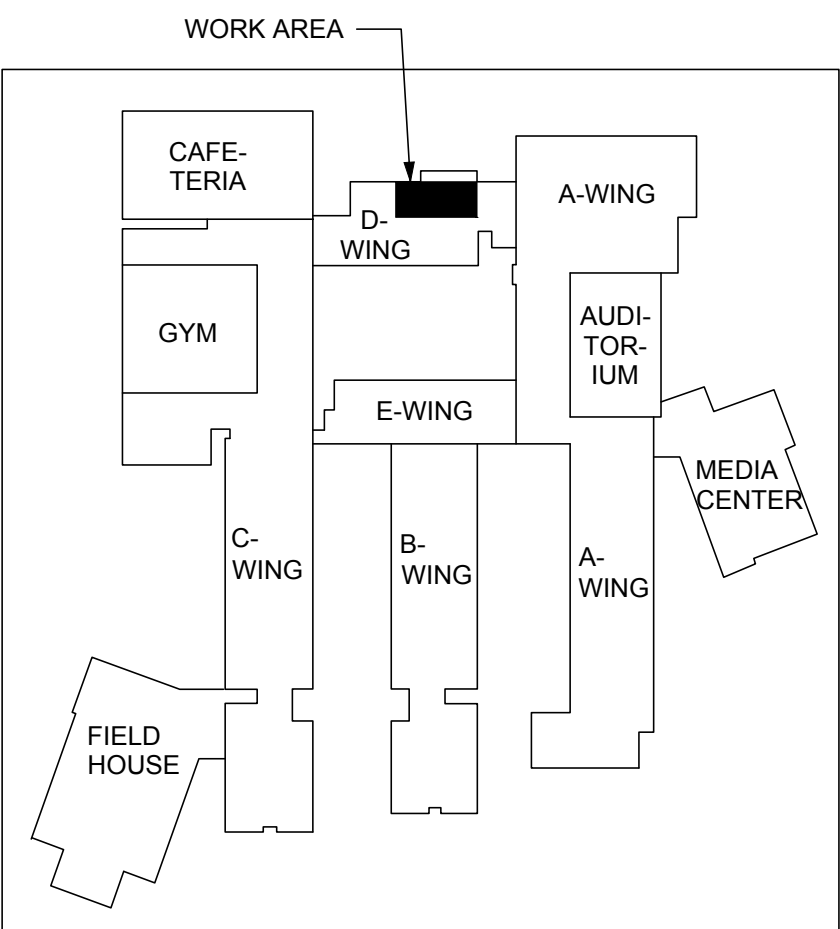 WORK AREA
CAFE-
TERIA
A-WING
D-
WING
GYM
AUDI-
TOR-
IUM
E-WING
MEDIA
CENTER
C-
WING
B-
WING
A-
WING
FIELD
HOUSE